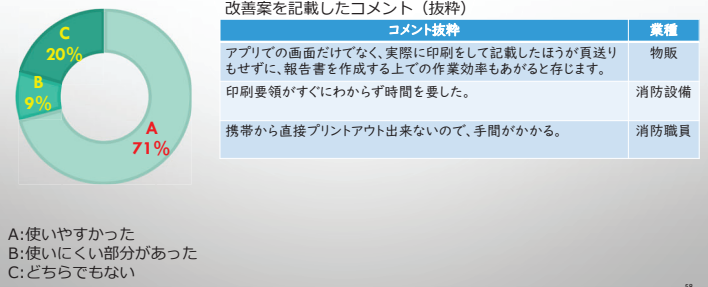 改善案を記載したコメント（抜粋）
C
20%
B
9%
A
71%
コメント抜粋 業種
アプリでの画面だけでなく、実際に印刷をして記載したほうが頁送り 物販
もせずに、報告書を作成する上での作業効率もあがると存じます。
印刷要領がすぐにわからず時間を要した。 消防設備
携帯から直接プリントアウト出来ないので、手間がかかる。 消防職員
A:使いやすかった
B:使いにくい部分があった
C:どちらでもない